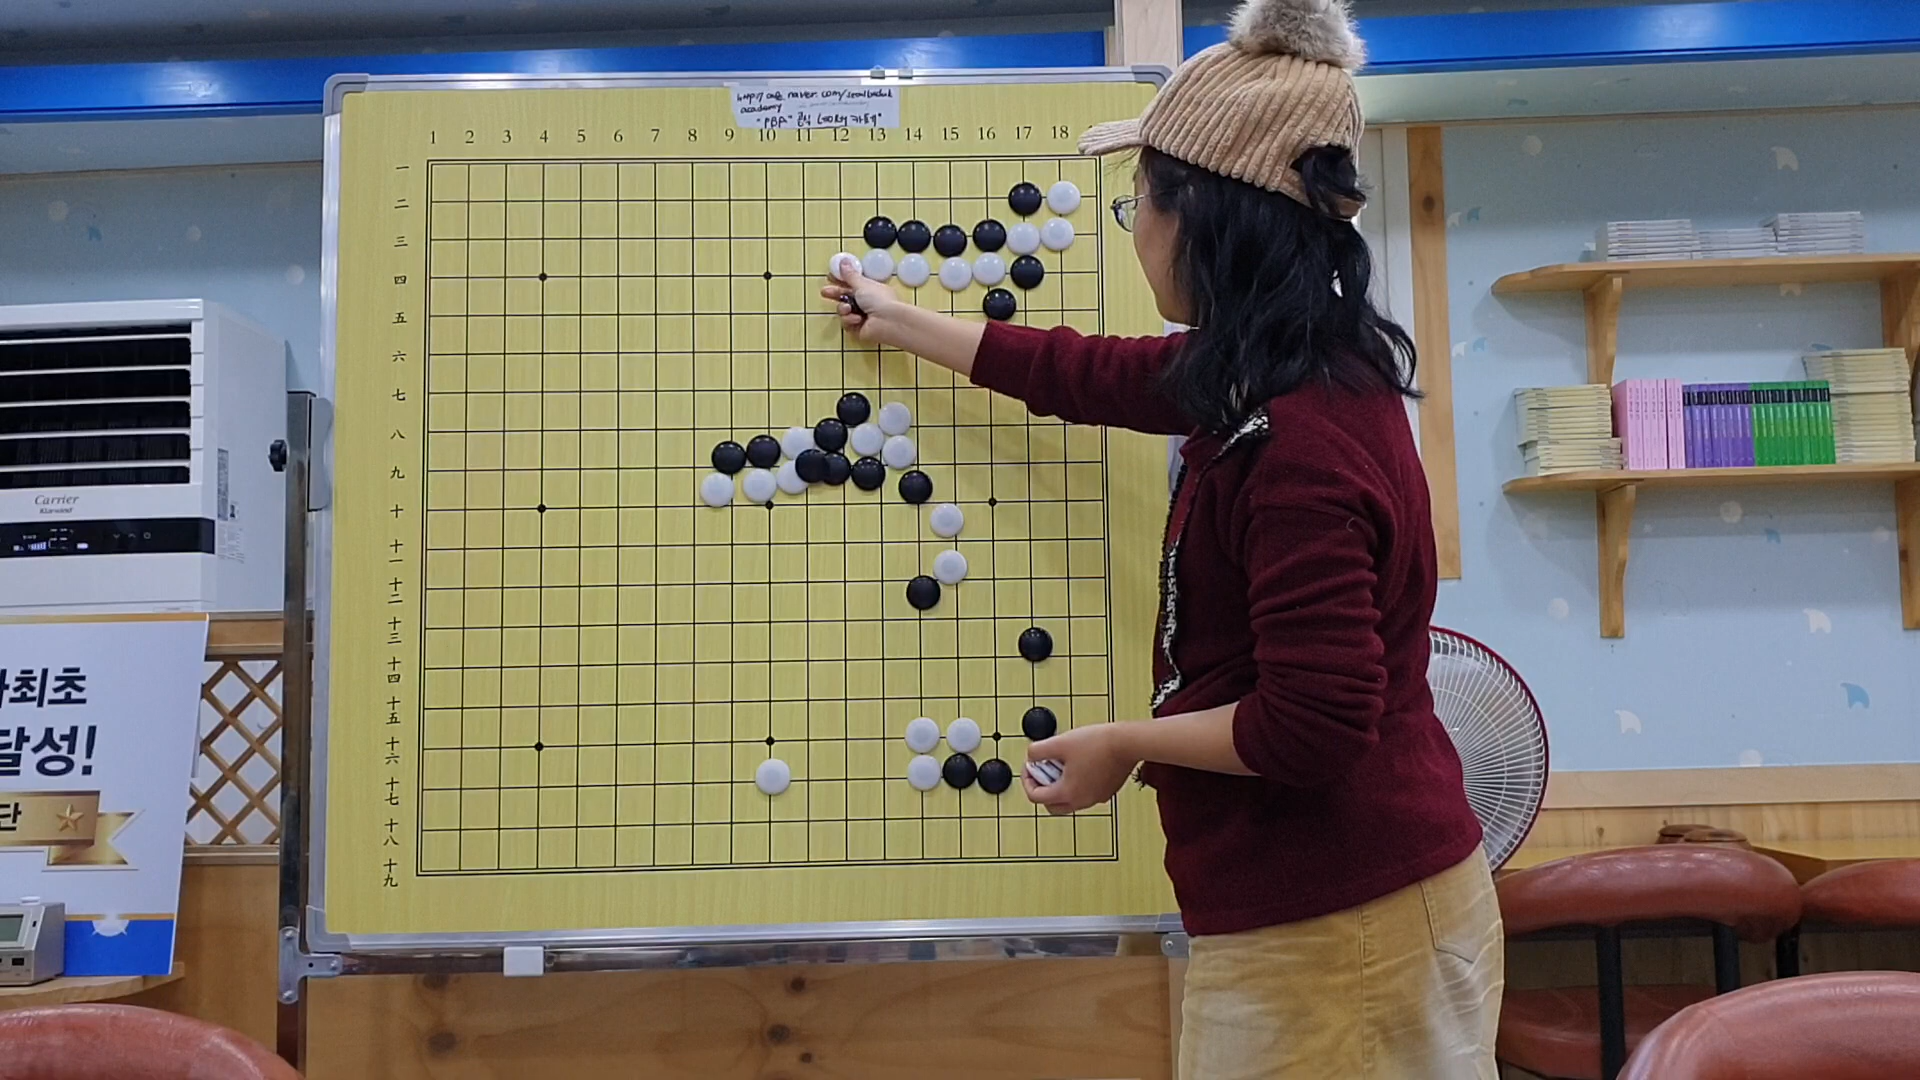 academy
1 2 3 4 5 6 7 8 9 10 11 12 13 14 15 16 17 18
一
二
三
四
五
六
七
八
九
十
十一
十二
十三
十四
十五
十六
十七
十八
十九
Carrier
Klarwind
최초
달성!
단